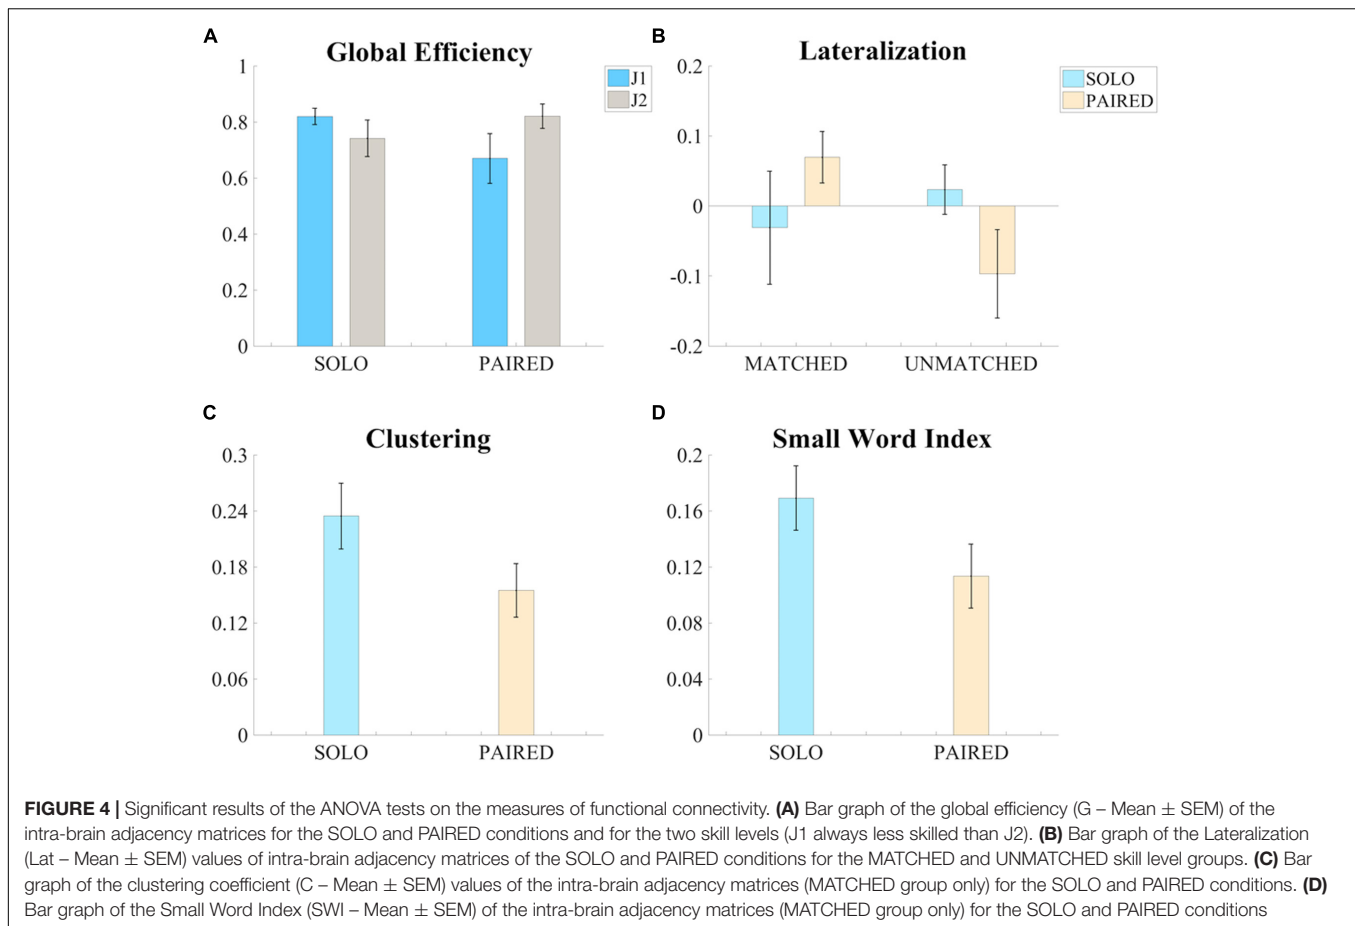 A
Global Efficiency
J1
J2
1
0.8
0.6
0.4
0.2
0
SOLO PAIRED
B
Lateralization
SOLO
PAIRED
0.2
0.1
0
-0.1
-0.2
MATCHED UNMATCHED
C
Clustering
0.3
0.24
0.18
0.12
0.06
0
SOLO PAIRED
D
Small Word Index
0.2
0.16
0.12
0.08
0.04
0
SOLO PAIRED
FIGURE 4 | Significant results of the ANOVA tests on the measures of functional connectivity. (A) Bar graph of the global efficiency (G – Mean ± SEM) of the
intra-brain adjacency matrices for the SOLO and PAIRED conditions and for the two skill levels (J1 always less skilled than J2). (B) Bar graph of the Lateralization
(Lat – Mean ± SEM) values of intra-brain adjacency matrices of the SOLO and PAIRED conditions for the MATCHED and UNMATCHED skill level groups. (C) Bar
graph of the clustering coefficient (C – Mean ± SEM) values of the intra-brain adjacency matrices (MATCHED group only) for the SOLO and PAIRED conditions. (D)
Bar graph of the Small Word Index (SWI – Mean ± SEM) of the intra-brain adjacency matrices (MATCHED group only) for the SOLO and PAIRED conditions